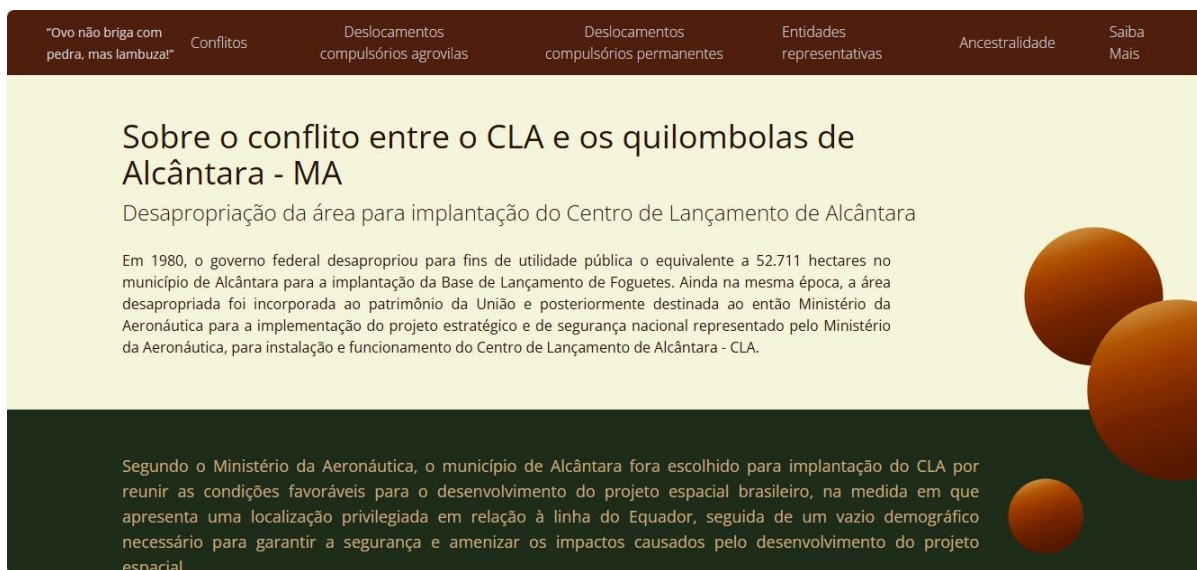 “Ovo não briga com
pedra, mas lambuza!”
Conflitos
Deslocamentos
compulsórios agrovilas
Deslocamentos
compulsórios permanentes
Entidades
representativas
Ancestralidade
Saiba
Mais
Sobre o conflito entre o CLA e os quilombolas de
Alcântara - MA
Desapropriação da área para implantação do Centro de Lançamento de Alcântara
Em 1980, o governo federal desapropriou para fins de utilidade pública o equivalente a 52.711 hectares no
município de Alcântara para a implantação da Base de Lançamento de Foguetes. Ainda na mesma época, a área
desapropriada foi incorporada ao patrimônio da União e posteriormente destinada ao então Ministério da
Aeronáutica para a implementação do projeto estratégico e de segurança nacional representado pelo Ministério
da Aeronáutica, para instalação e funcionamento do Centro de Lançamento de Alcântara - CLA.
Segundo o Ministério da Aeronáutica, o município de Alcântara fora escolhido para implantação do CLA por
reunir as condições favoráveis para o desenvolvimento do projeto espacial brasileiro, na medida em que
apresenta uma localização privilegiada em relação à linha do Equador, seguida de um vazio demográfico
necessário para garantir a segurança e amenizar os impactos causados pelo desenvolvimento do projeto
espacial